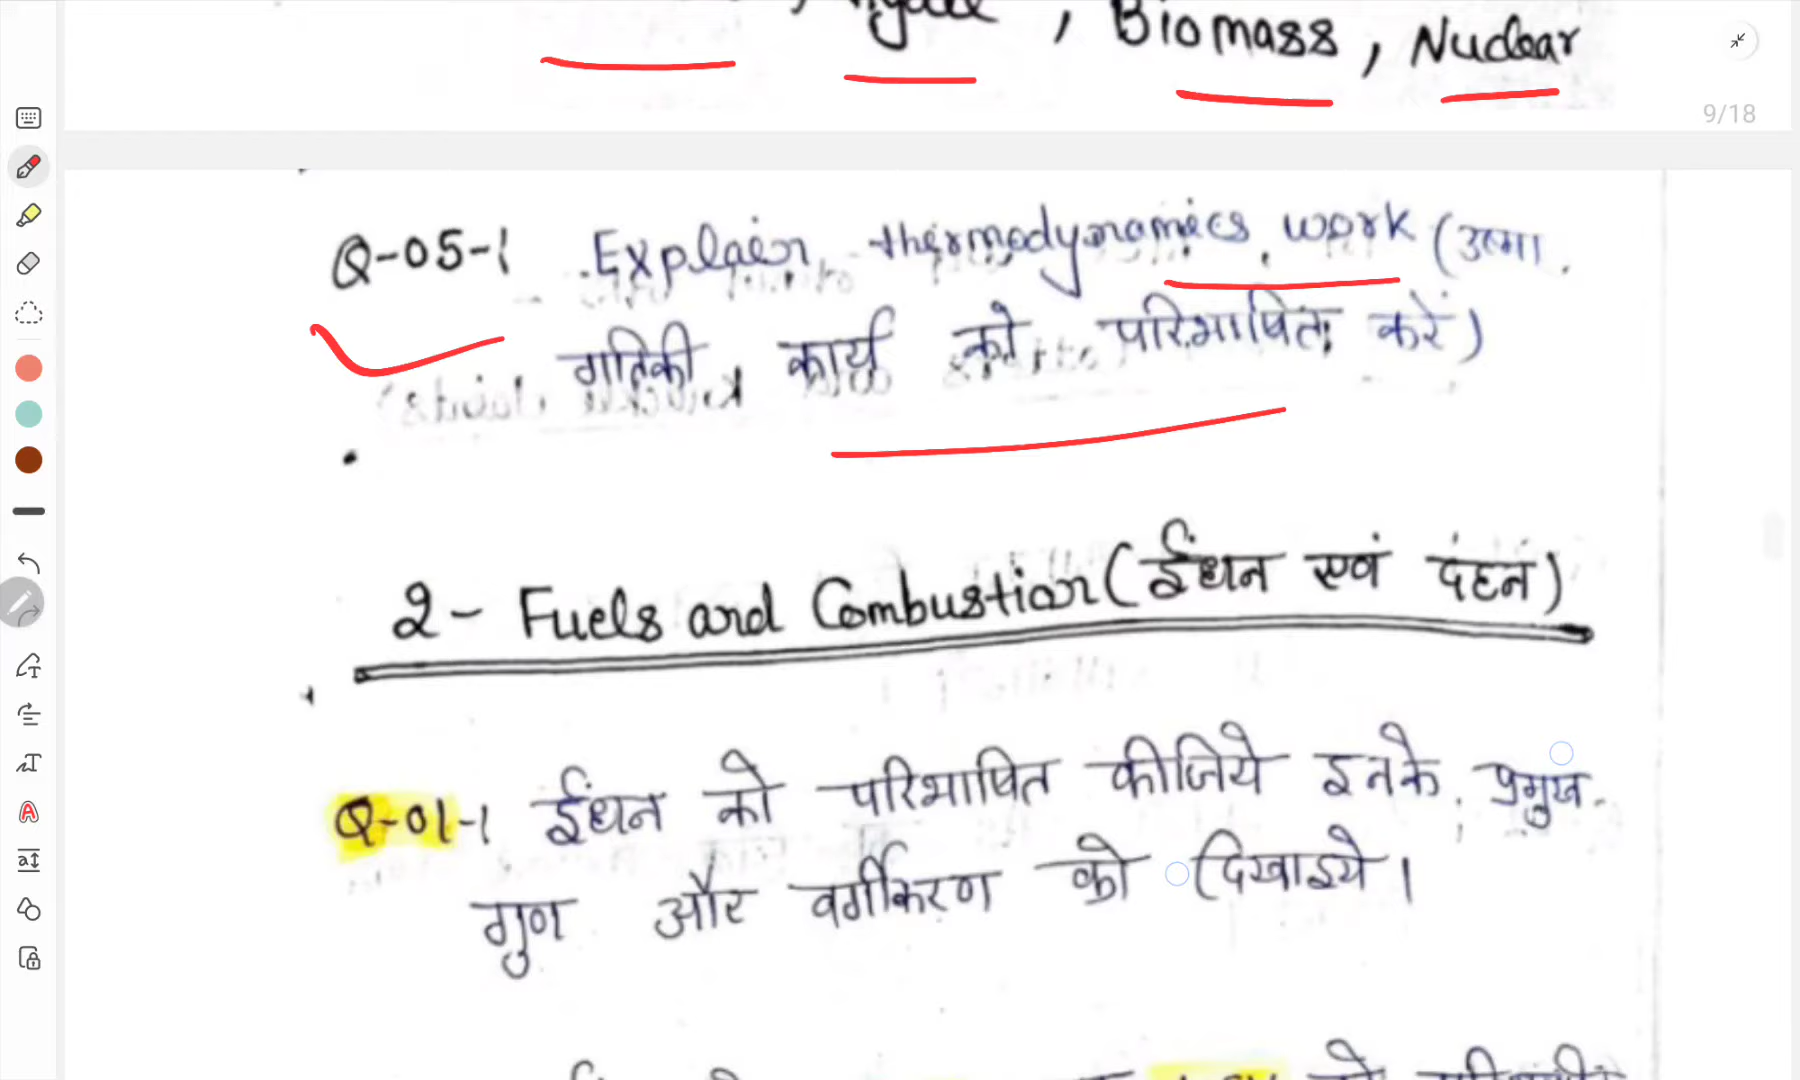 , Biomass, Nuclear
9/18
Q-05-! Explain thermodynamics work (उष्मा
गतिकी कार्य को परिभाषित करें)
2- Fuels and Combustion (ईंधन एवं दहन)
Q-01-! ईंधन को परिभाषित कीजिये इनके प्रमुख
गुण और वर्गीकरण को दिखाइये।